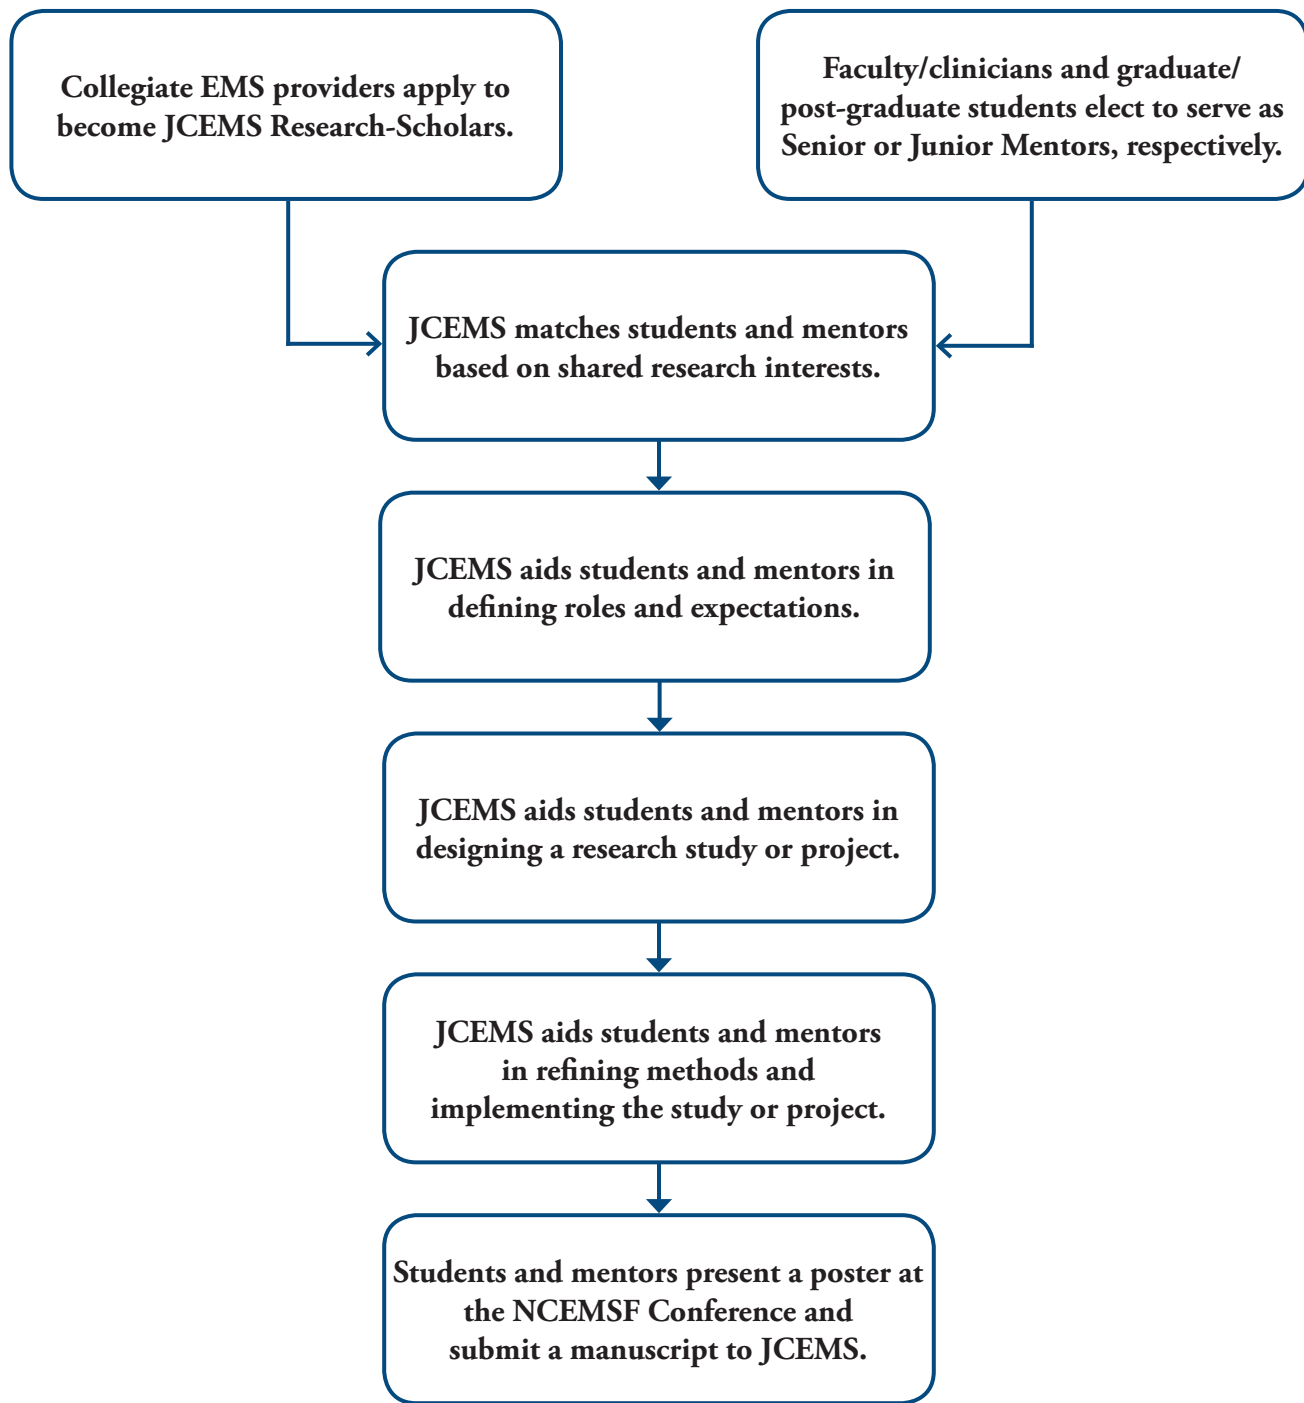 Collegiate EMS providers apply to
become JCEMS Research-Scholars.
Faculty/clinicians and graduate/
post-graduate students elect to serve as
Senior or Junior Mentors, respectively.
JCEMS matches students and mentors
based on shared research interests.
JCEMS aids students and mentors in
defining roles and expectations.
JCEMS aids students and mentors in
designing a research study or project.
JCEMS aids students and mentors
in refining methods and
implementing the study or project.
Students and mentors present a poster at
the NCEMSF Conference and
submit a manuscript to JCEMS.